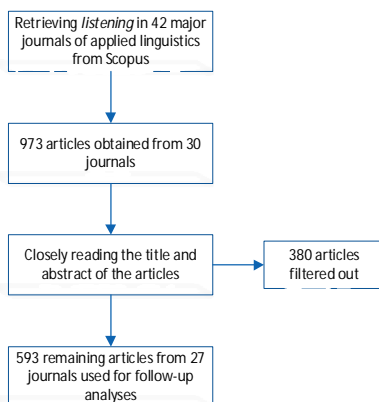 Retrieving listening in 42 major
journals of applied linguistics
from Scopus
973 articles obtained from 30
journals
Closely reading the title and
abstract of the articles
380 articles
filtered out
593 remaining articles from 27
journals used for follow-up
analyses